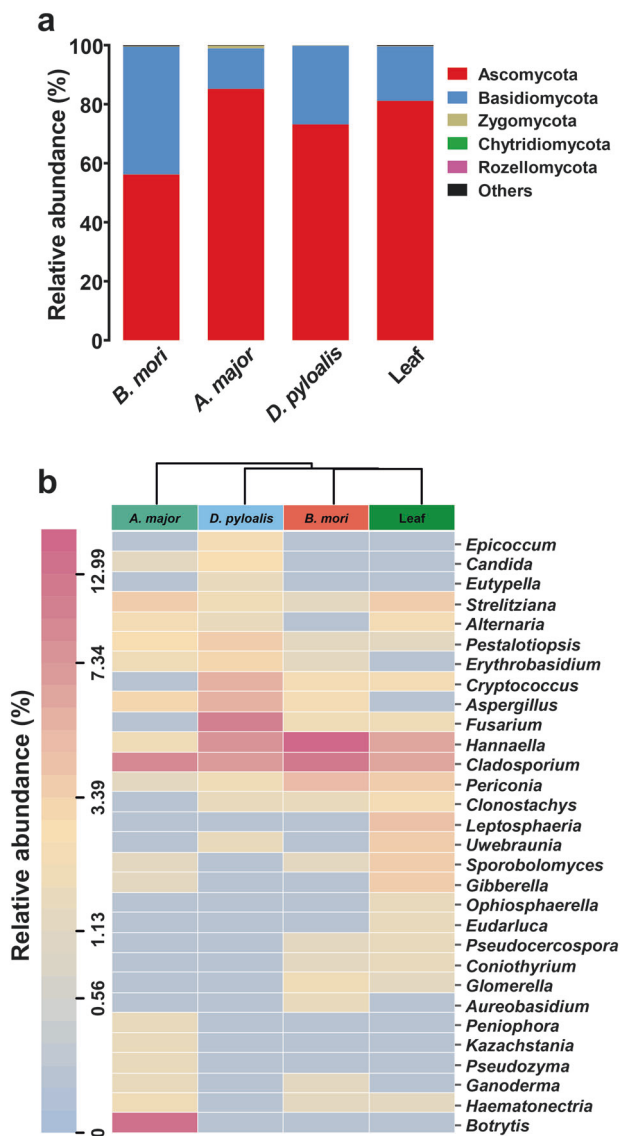 a
Relative abundance (%)
100
80
60
40
20
0
B. mori
A. major
D. pyloalis
Leaf
Ascomycota
Basidiomycota
Zygomycota
Chytridiomycota
Rozellomycota
Others
b
Relative abundance (%)
12.99
7.34
3.39
1.13
0.56
0
A. major
D. pyloalis
B. mori
Leaf
Epicoccum
Candida
Eutypella
Strelitziana
Alternaria
Pestalotiopsis
Erythrobasidium
Cryptococcus
Aspergillus
Fusarium
Hannaella
Cladosporium
Periconia
Clonostachys
Leptosphaeria
Uwebraunia
Sporobolomyces
Gibberella
Ophiosphaerella
Eudarluca
Pseudocercospora
Coniothyrium
Glomerella
Aureobasidium
Peniophora
Kazachstania
Pseudozyma
Ganoderma
Haematonectria
Botrytis